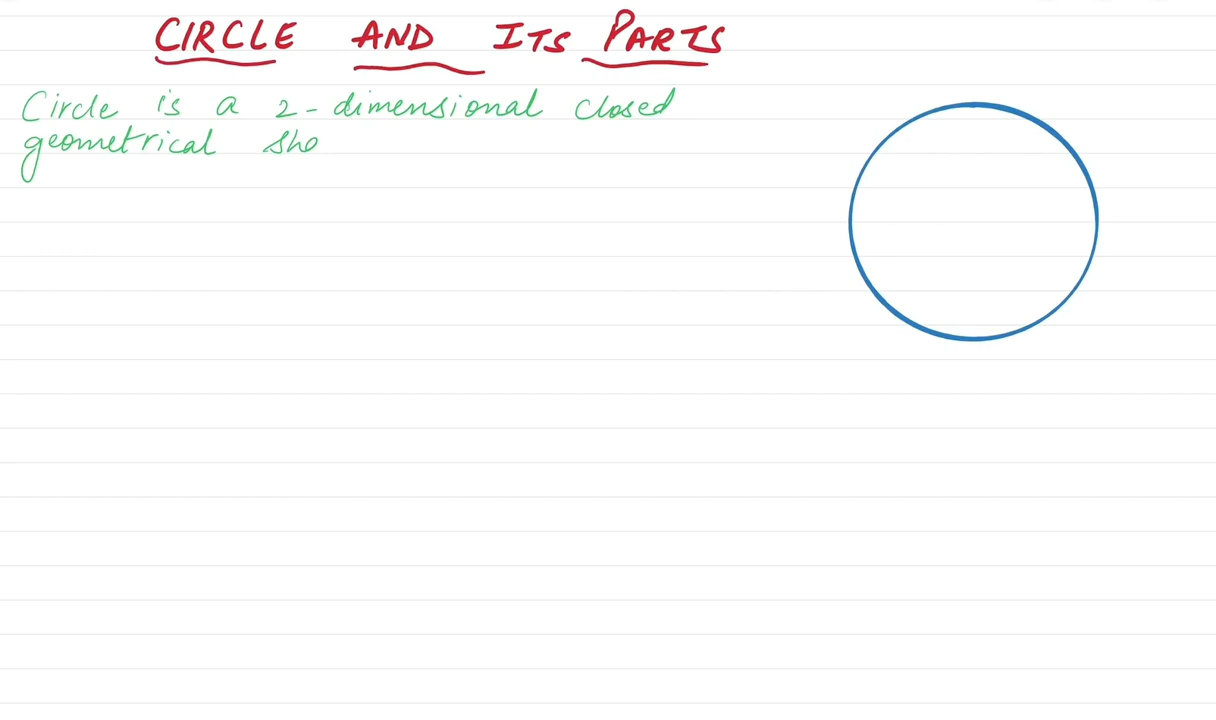 CIRCLE AND ITS PARTS
Circle is a 2-dimensional closed
geometrical sho